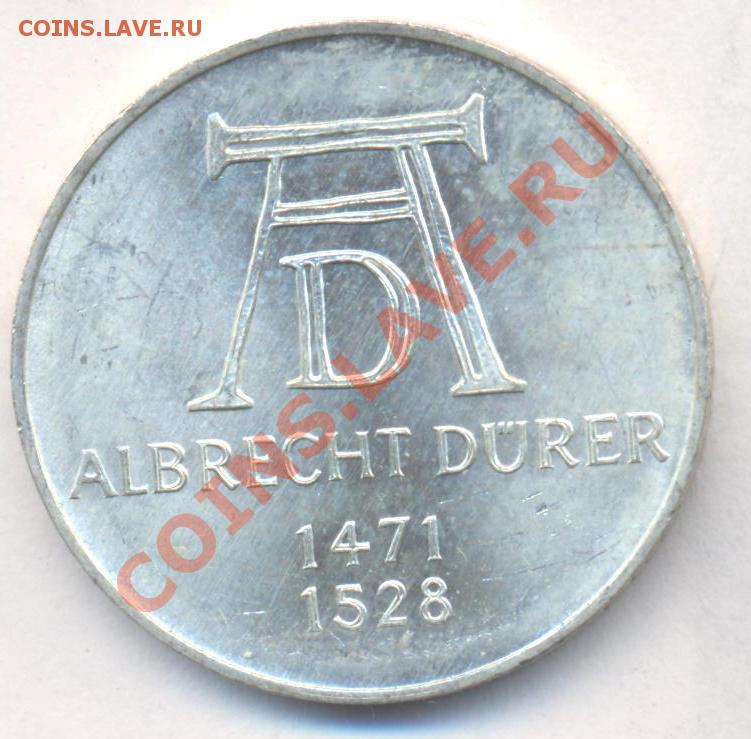 COINS.LAVE.RU
AD
ALBRECHT DÜRER
1471
1528
COINS.LAVE.RU